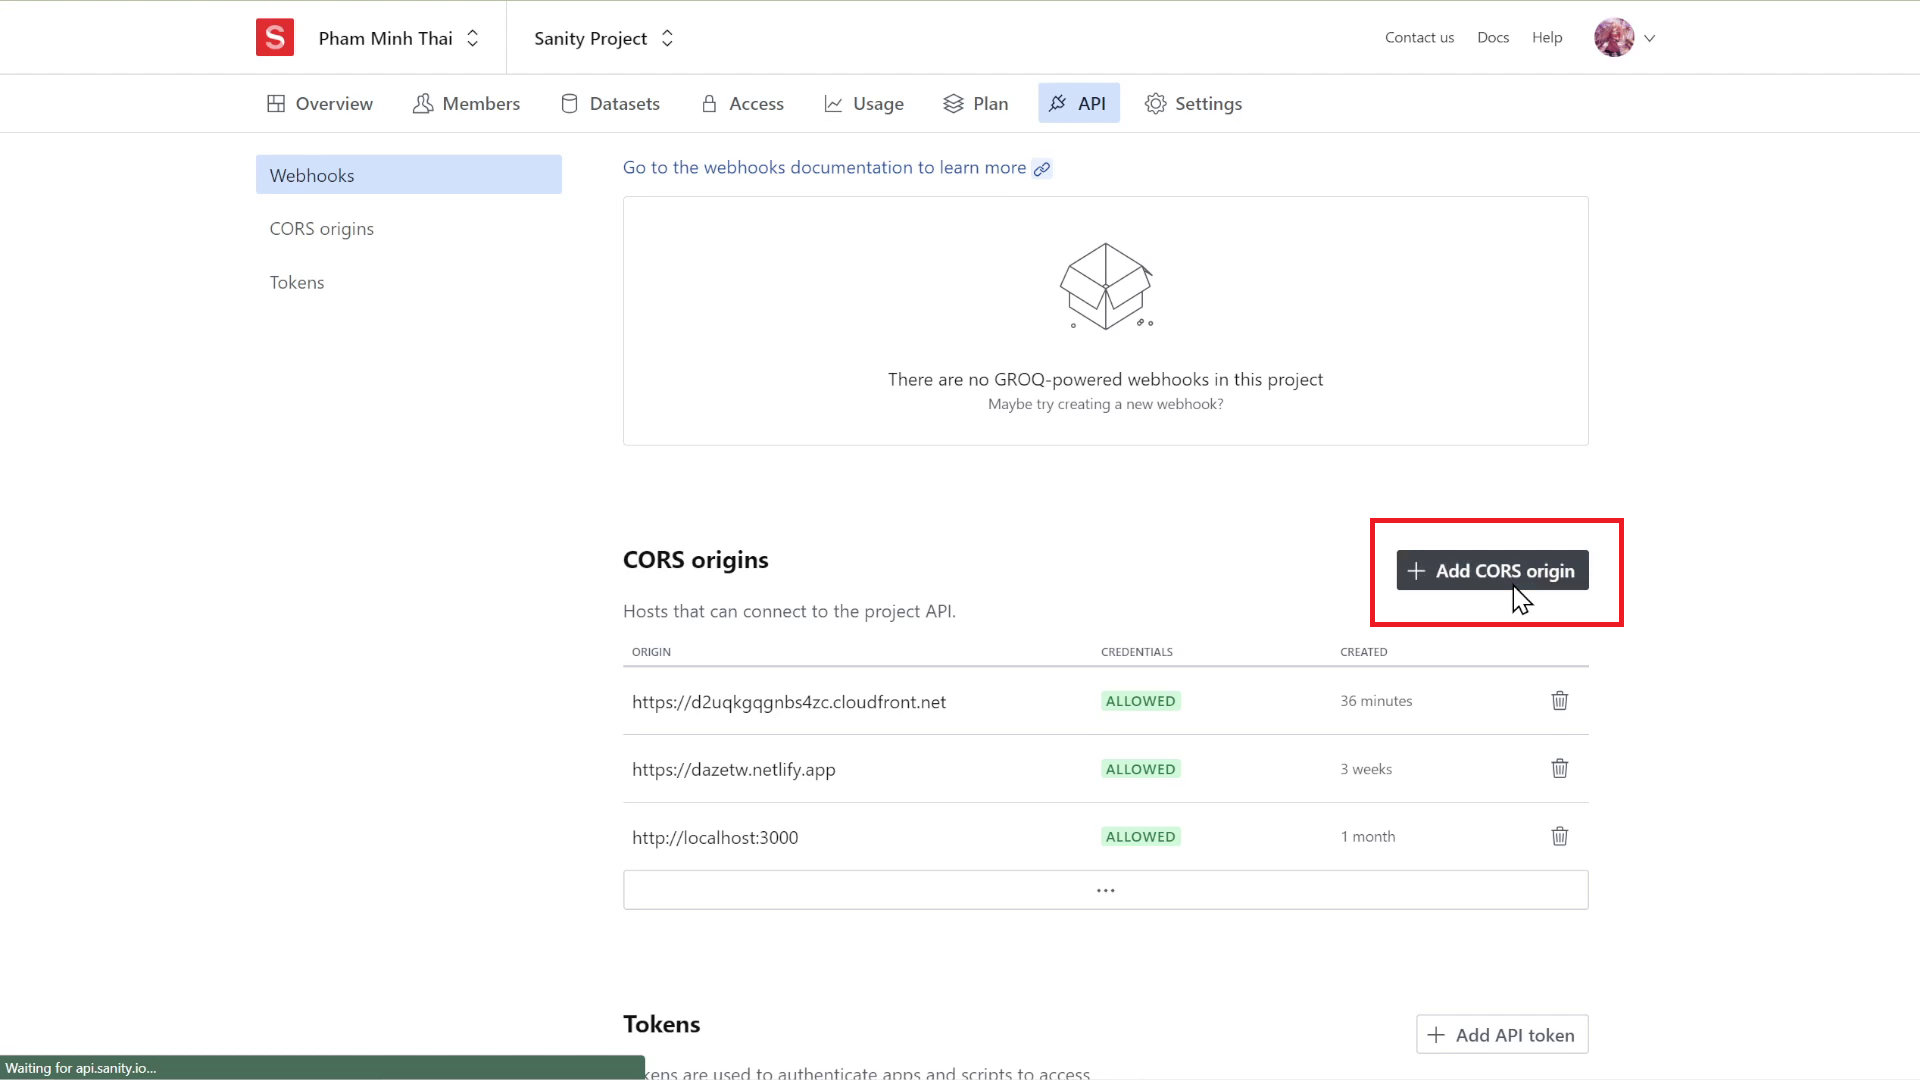 S Pham Minh Thai Sanity Project Contact us Docs Help
Overview Members Datasets Access Usage Plan API Settings
Webhooks
CORS origins
Tokens
Go to the webhooks documentation to learn more
There are no GROQ-powered webhooks in this project
Maybe try creating a new webhook?
CORS origins
+ Add CORS origin
Hosts that can connect to the project API.
ORIGIN CREDENTIALS CREATED
https://d2uqkgqgnbs4zc.cloudfront.net ALLOWED 36 minutes
https://dazetw.netlify.app ALLOWED 3 weeks
http://localhost:3000 ALLOWED 1 month
...
Tokens
+ Add API token
kens are used to authenticate apps and scripts to access
Waiting for api.sanity.io...